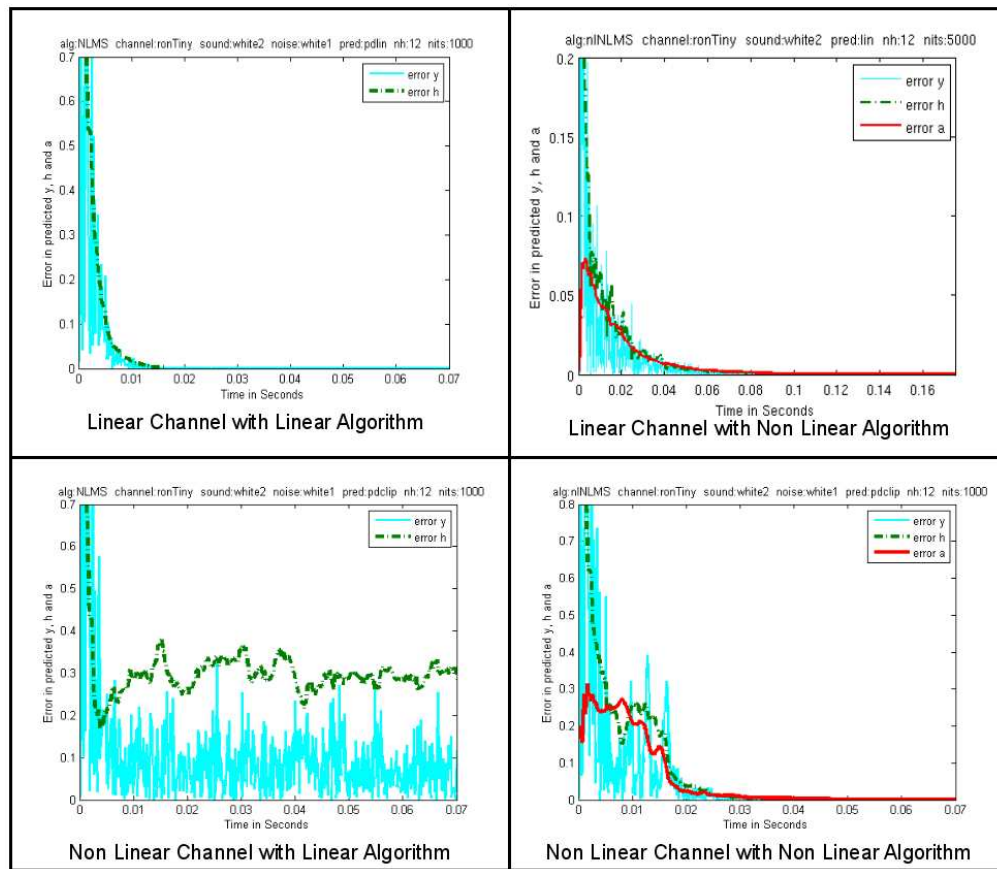 alg:NLMS channel:ronTiny sound:white2 noise:white1 pred:pdlin nh:12 nits:1000
0.7
0.6
0.5
0.4
0.3
0.2
0.1
0
Error in predicted y, h and a
error y
error h
0 0.01 0.02 0.03 0.04 0.05 0.06 0.07
Time in Seconds
Linear Channel with Linear Algorithm
alg:nlNLMS channel:ronTiny sound:white2 pred:lin nh:12 nits:5000
0.2
0.15
0.1
0.05
0
Error in predicted y, h and a
error y
error h
error a
0 0.02 0.04 0.06 0.08 0.1 0.12 0.14 0.16
Time in Seconds
Linear Channel with Non Linear Algorithm
alg:NLMS channel:ronTiny sound:white2 noise:white1 pred:pdclip nh:12 nits:1000
0.7
0.6
0.5
0.4
0.3
0.2
0.1
0
Error in predicted y, h and a
error y
error h
0 0.01 0.02 0.03 0.04 0.05 0.06 0.07
Time in Seconds
Non Linear Channel with Linear Algorithm
alg:nlNLMS channel:ronTiny sound:white2 noise:white1 pred:pdclip nh:12 nits:1000
0.8
0.7
0.6
0.5
0.4
0.3
0.2
0.1
0
Error in predicted y, h and a
error y
error h
error a
0 0.01 0.02 0.03 0.04 0.05 0.06 0.07
Time in Seconds
Non Linear Channel with Non Linear Algorithm